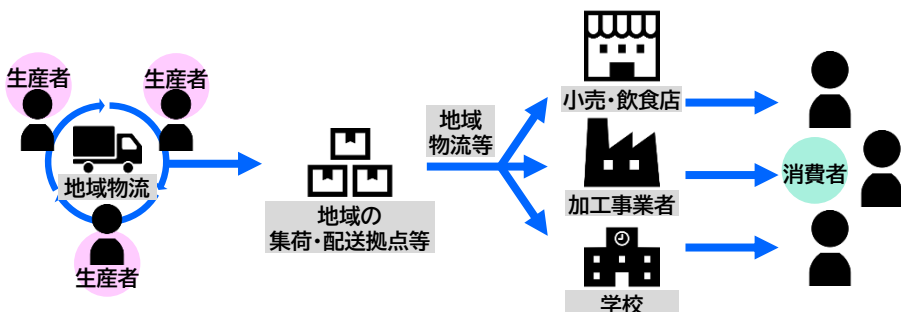 生産者
生産者
地域物流
生産者
地域の
集荷・配送拠点等
地域
物流等
小売・飲食店
加工事業者
学校
消費者